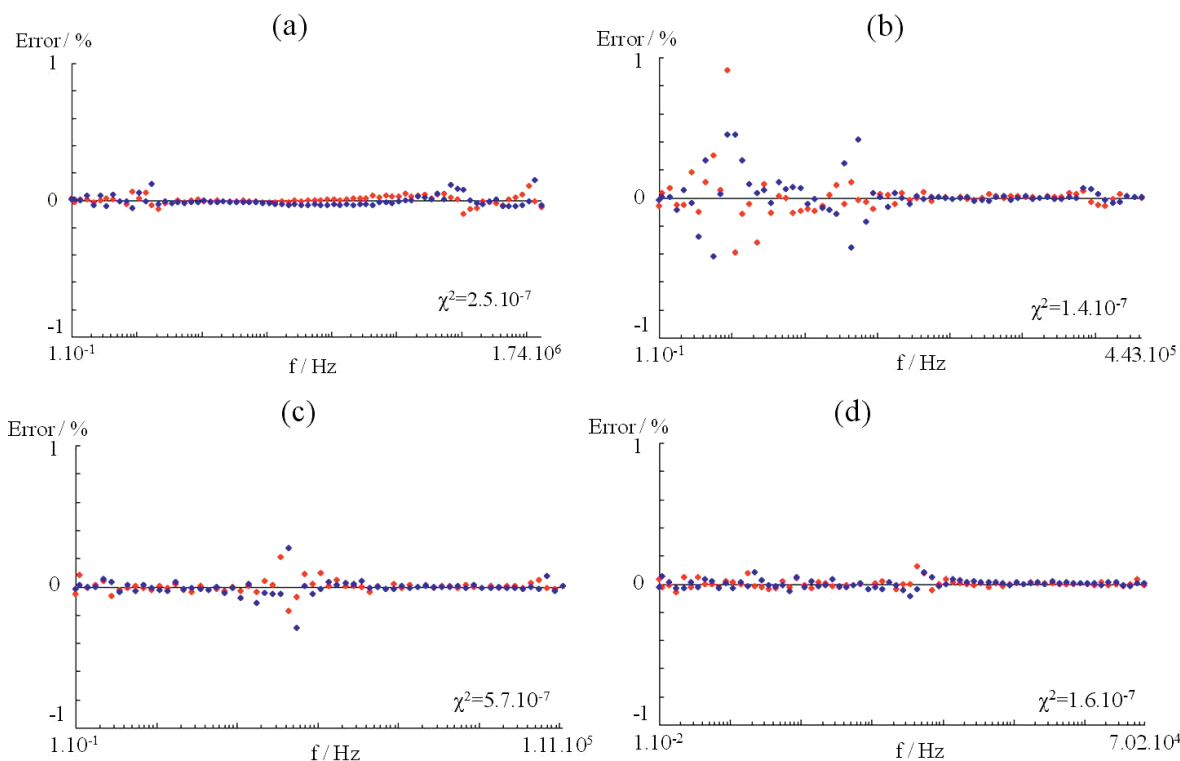 (a)
Error / %
1
0
-1
χ²=2.5.10⁻⁷
1.10⁻¹
1.74.10⁶
f / Hz
(b)
Error / %
1
0
-1
χ²=1.4.10⁻⁷
1.10⁻¹
4.43.10⁵
f / Hz
(c)
Error / %
1
0
-1
χ²=5.7.10⁻⁷
1.10⁻¹
1.11.10⁵
f / Hz
(d)
Error / %
1
0
-1
χ²=1.6.10⁻⁷
1.10⁻²
7.02.10⁴
f / Hz